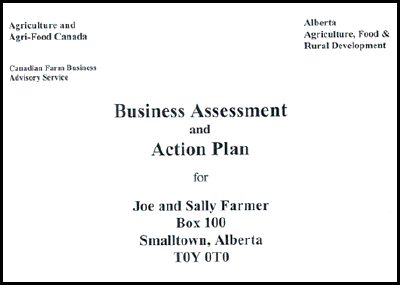 Agriculture and
Agri-Food Canada
Canadian Farm Business
Advisory Service
Alberta
Agriculture, Food &
Rural Development
Business Assessment
and
Action Plan
for
Joe and Sally Farmer
Box 100
Smalltown, Alberta
T0Y 0T0